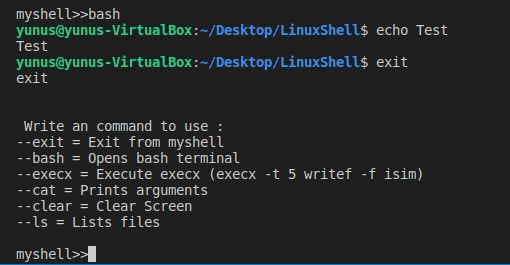 myshell>>bash
yunus@yunus-VirtualBox:~/Desktop/LinuxShell$ echo Test
Test
yunus@yunus-VirtualBox:~/Desktop/LinuxShell$ exit
exit
Write an command to use :
--exit = Exit from myshell
--bash = Opens bash terminal
--execx = Execute execx (execx -t 5 writef -f isim)
--cat = Prints arguments
--clear = Clear Screen
--ls = Lists files
myshell>>